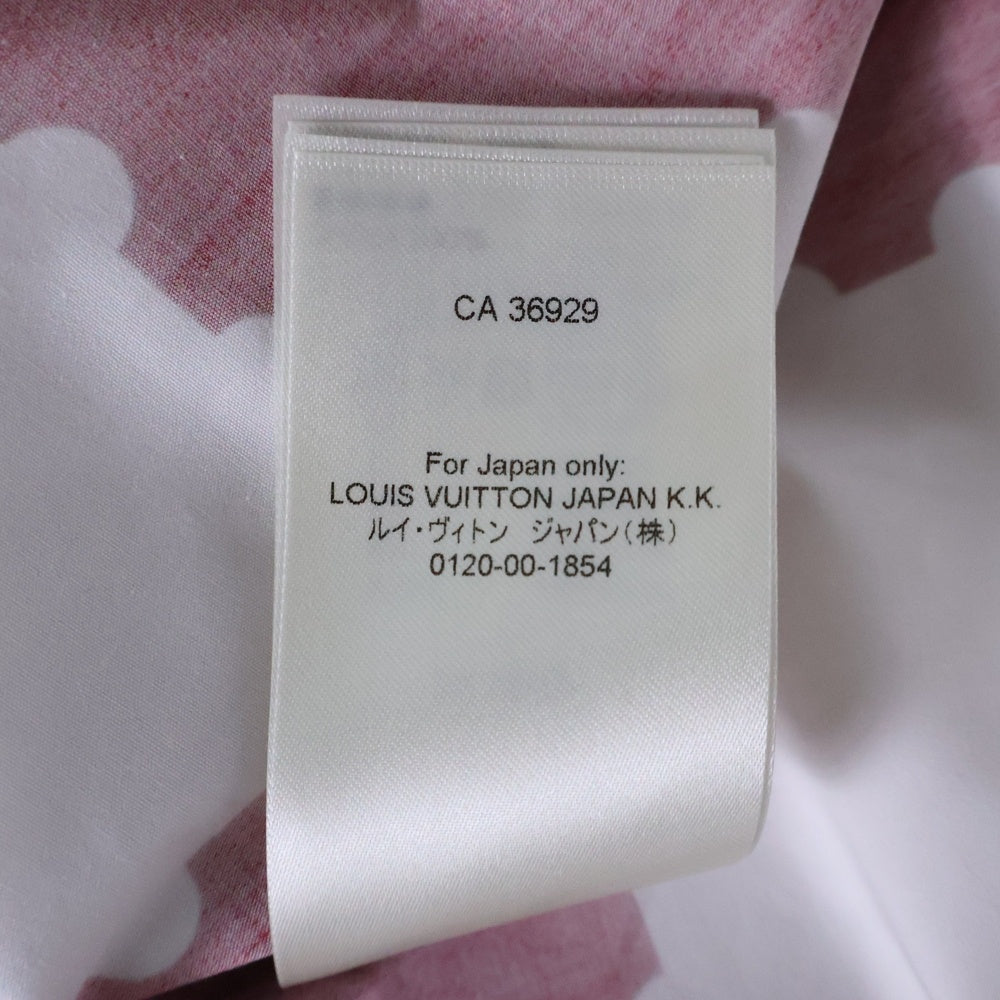 CA 36929
For Japan only:
LOUIS VUITTON JAPAN K.K.
ルイ・ヴィトン ジャパン(株)
0120-00-1854